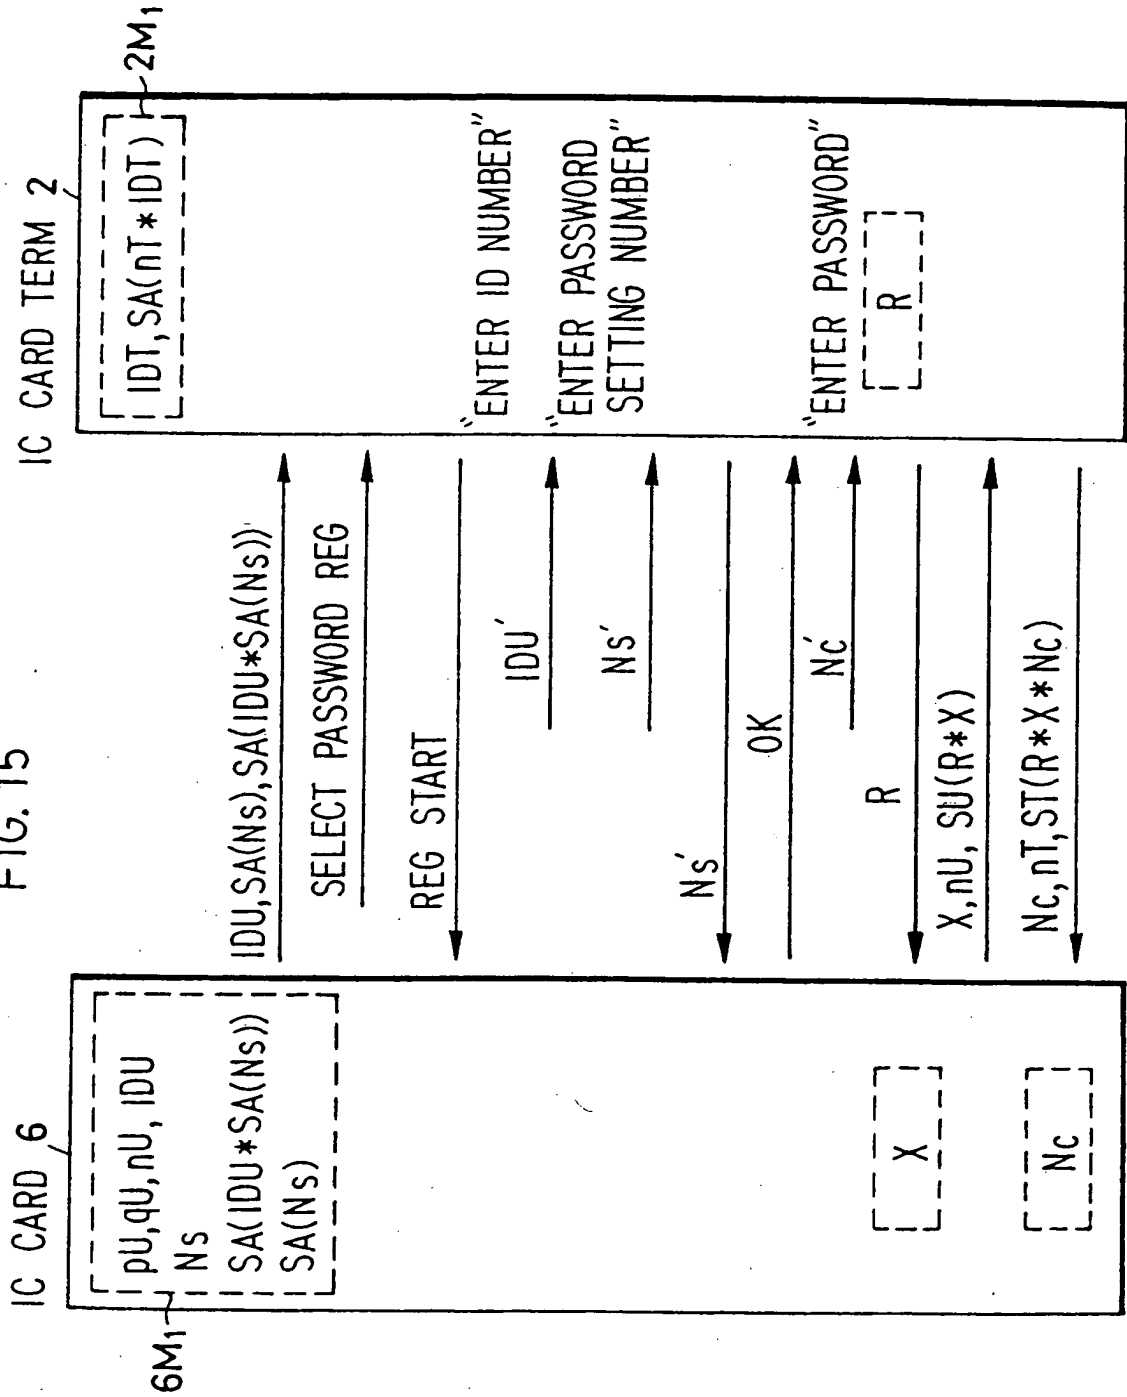 FIG. 15
IC CARD 6
6M1
pU,qU,nU, IDU
Ns
SA(IDU*SA(Ns))
SA(Ns)
X
Nc
IC CARD TERM 2
2M1
IDT,SA(nT*IDT)
IDU,SA(Ns),SA(IDU*SA(Ns))
SELECT PASSWORD REG
REG START
"ENTER ID NUMBER"
IDU'
"ENTER PASSWORD
SETTING NUMBER"
Ns'
Ns'
OK
"ENTER PASSWORD"
Nc'
R
R
X,nU, SU(R*X)
Nc,nT,ST(R*X*Nc)